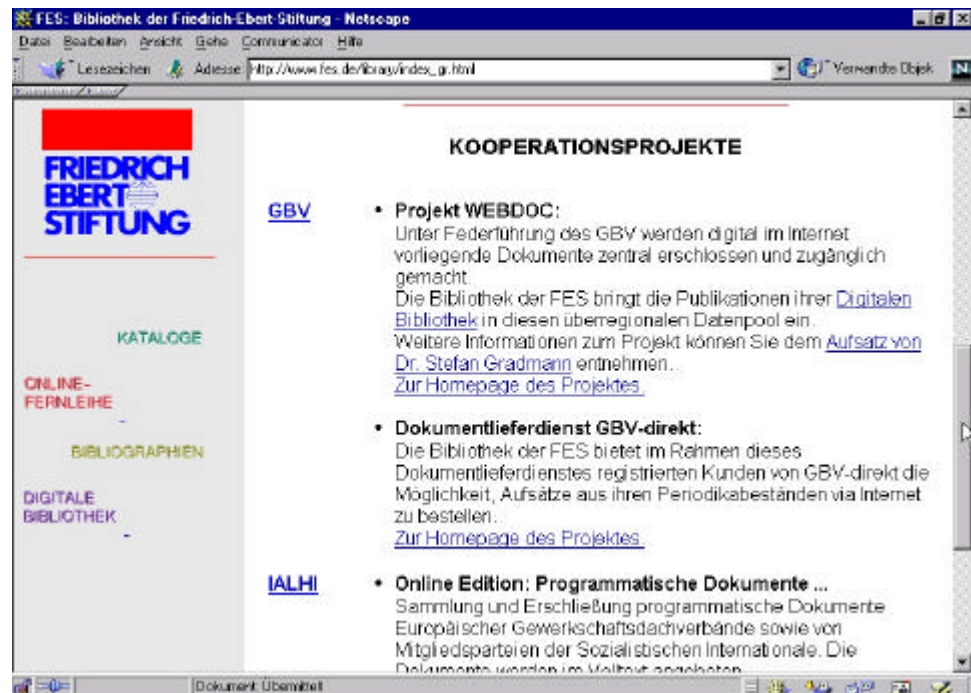 FES: Bibliothek der Friedrich-Ebert-Stiftung - Netscape
Datei Bearbeiten Ansicht Gehe Communicator Hilfe
Lesezeichen Adresse: http://www.fes.de/library/index_gr.html Verwandte Objek
FRIEDRICH
EBERT
STIFTUNG
KATALOGE
ONLINE-
FERNLEIHE
BIBLIOGRAPHIEN
DIGITALE
BIBLIOTHEK
KOOPERATIONSPROJEKTE
GBV
• Projekt WEBDOC:
Unter Federführung des GBV werden digital im Internet
vorliegende Dokumente zentral erschlossen und zugänglich
gemacht.
Die Bibliothek der FES bringt die Publikationen ihrer Digitalen
Bibliothek in diesen überregionalen Datenpool ein.
Weitere Informationen zum Projekt können Sie dem Aufsatz von
Dr. Stefan Gradmann entnehmen.
Zur Homepage des Projektes.
• Dokumentlieferdienst GBV-direkt:
Die Bibliothek der FES bietet im Rahmen dieses
Dokumentlieferdienstes registrierten Kunden von GBV-direkt die
Möglichkeit, Aufsätze aus ihren Periodikabeständen via Internet
zu bestellen.
Zur Homepage des Projektes.
IALHI
• Online Edition: Programmatische Dokumente ...
Sammlung und Erschließung programmatische Dokumente
Europäischer Gewerkschaftsdachverbände sowie von
Mitgliedsparteien der Sozialistischen Internationale. Die
Dokumente werden im Volltext angeboten.
Dokument: Übermittelt